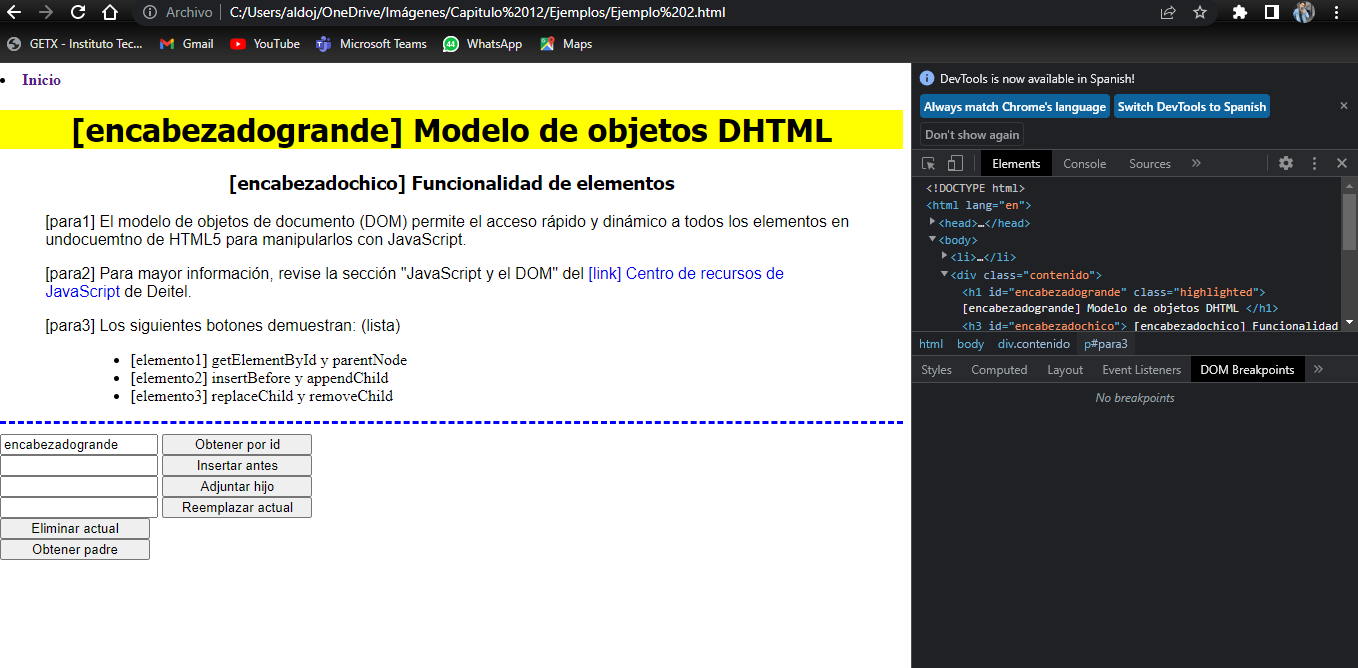 Archivo | C:/Users/aldoj/OneDrive/Imágenes/Capitulo%2012/Ejemplos/Ejemplo%202.html
GETX - Instituto Tec... Gmail YouTube Microsoft Teams 44 WhatsApp Maps
Inicio
[encabezadogrande] Modelo de objetos DHTML
[encabezadochico] Funcionalidad de elementos
[para1] El modelo de objetos de documento (DOM) permite el acceso rápido y dinámico a todos los elementos en
undocuemtno de HTML5 para manipularlos con JavaScript.
[para2] Para mayor información, revise la sección "JavaScript y el DOM" del [link] Centro de recursos de
JavaScript de Deitel.
[para3] Los siguientes botones demuestran: (lista)
[elemento1] getElementById y parentNode
[elemento2] insertBefore y appendChild
[elemento3] replaceChild y removeChild
encabezadogrande Obtener por id
Insertar antes
Adjuntar hijo
Reemplazar actual
Eliminar actual
Obtener padre
DevTools is now available in Spanish!
Always match Chrome's language Switch DevTools to Spanish
Don't show again
Elements Console Sources »
<!DOCTYPE html>
<html lang="en">
<head>…</head>
<body>
<li>…</li>
<div class="contenido">
<h1 id="encabezadogrande" class="highlighted">
[encabezadogrande] Modelo de objetos DHTML </h1>
<h3 id="encabezadochico"> [encabezadochico] Funcionalidad
html body div.contenido p#para3
Styles Computed Layout Event Listeners DOM Breakpoints »
No breakpoints